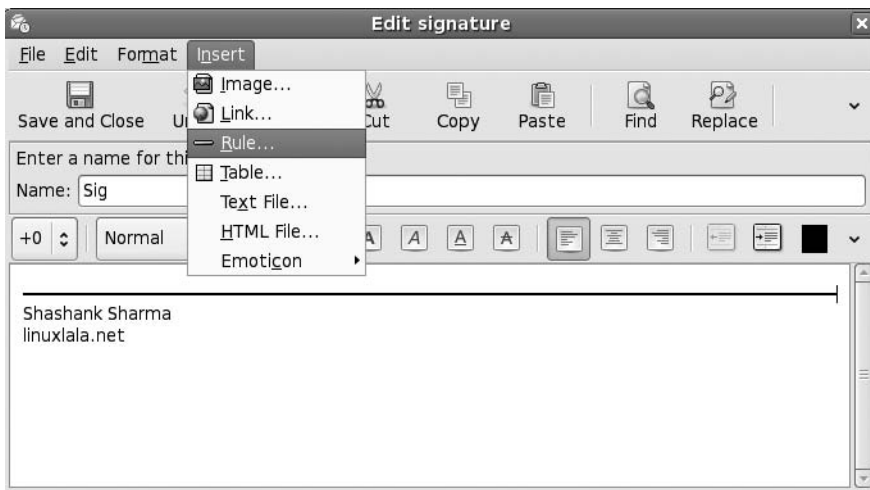 Edit signature
File Edit Format Insert
Image...
Link...
Rule...
Table...
Text File...
HTML File...
Emoticon
Save and Close
Cut Copy Paste Find Replace
Enter a name for
Name: Sig
+0 Normal A A A A
Shashank Sharma
linuxlala.net